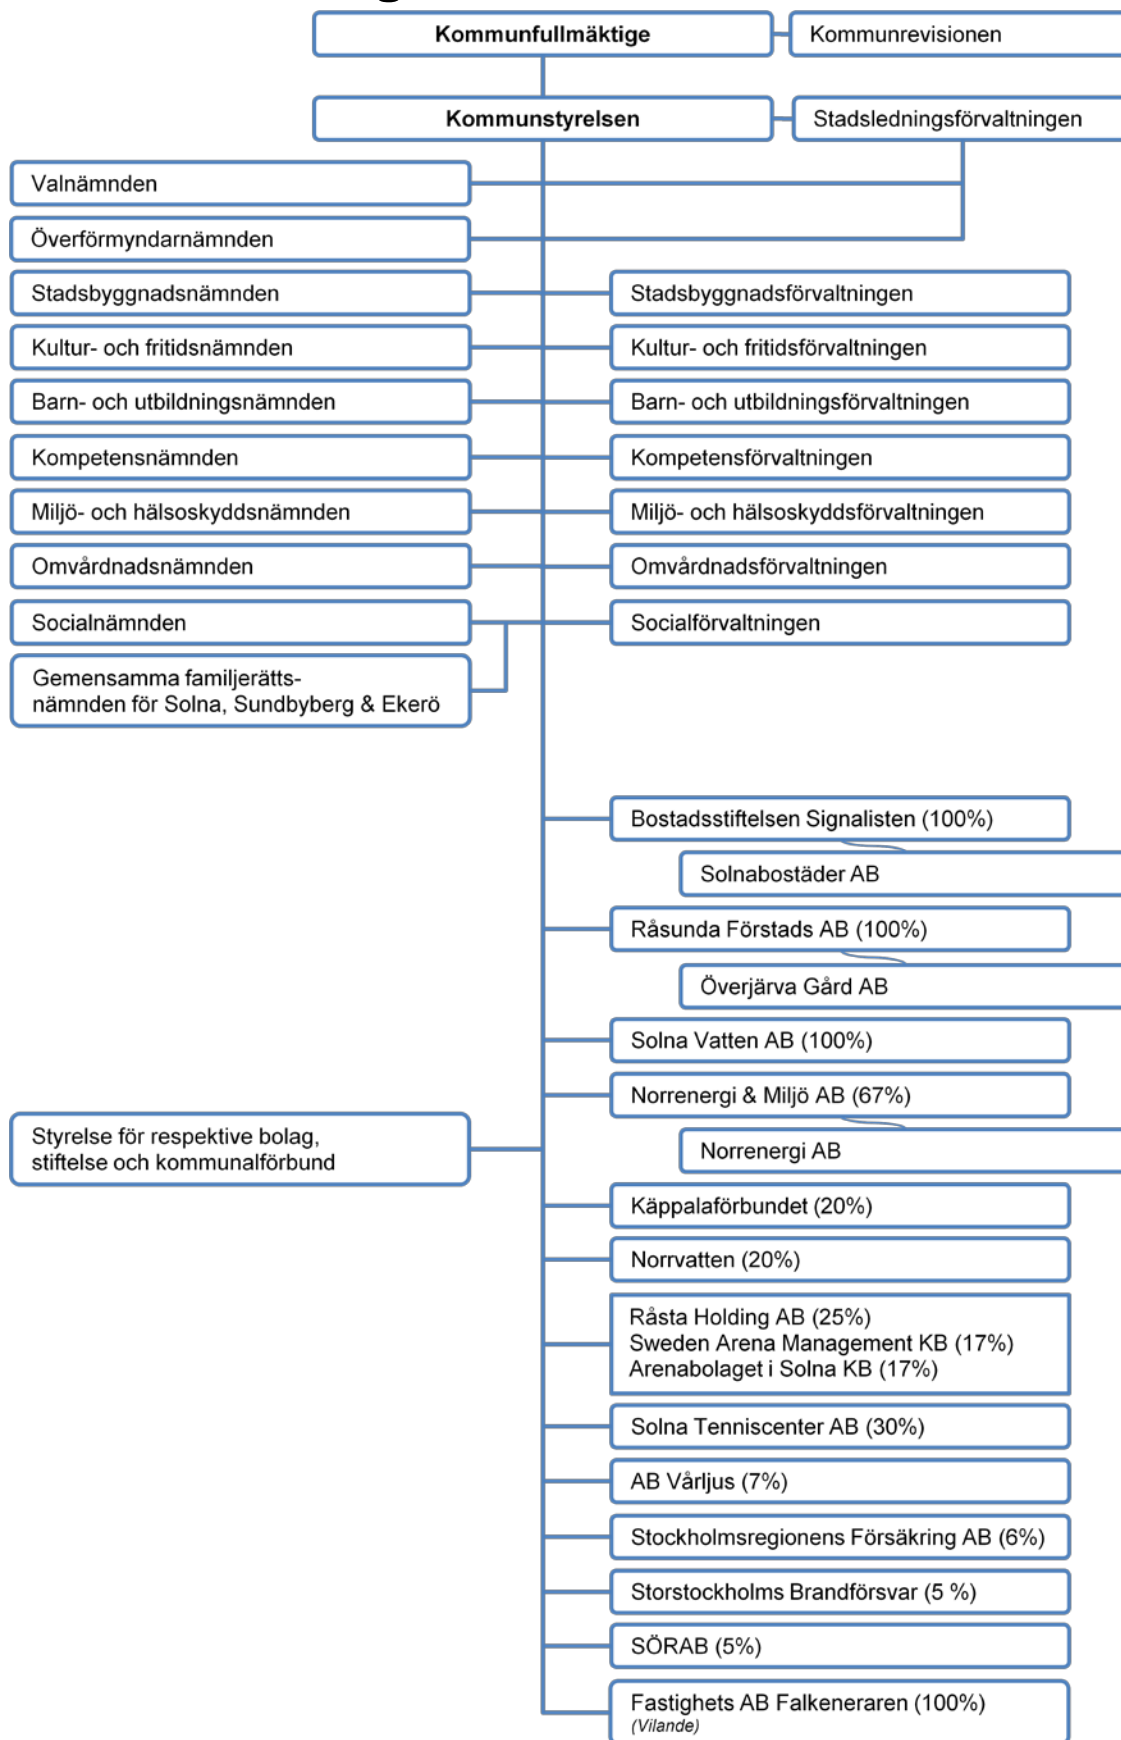 Kommunfullmäktige
Kommunrevisionen
Kommunstyrelsen
Stadsledningsförvaltningen
Valnämnden
Överförmyndarnämnden
Stadsbyggnadsnämnden
Stadsbyggnadsförvaltningen
Kultur- och fritidsnämnden
Kultur- och fritidsförvaltningen
Barn- och utbildningsnämnden
Barn- och utbildningsförvaltningen
Kompetensnämnden
Kompetensförvaltningen
Miljö- och hälsoskyddsnämnden
Miljö- och hälsoskyddsförvaltningen
Omvårdnadsnämnden
Omvårdnadsförvaltningen
Socialnämnden
Socialförvaltningen
Gemensamma familjerätts-
nämnden för Solna, Sundbyberg & Ekerö
Bostadsstiftelsen Signalisten (100%)
Solnabostäder AB
Råsunda Förstads AB (100%)
Överjärva Gård AB
Solna Vatten AB (100%)
Norrenergi & Miljö AB (67%)
Styrelse för respektive bolag,
stiftelse och kommunalförbund
Norrenergi AB
Käppalaförbundet (20%)
Norrvatten (20%)
Råsta Holding AB (25%)
Sweden Arena Management KB (17%)
Arenabolaget i Solna KB (17%)
Solna Tenniscenter AB (30%)
AB Vårljus (7%)
Stockholmsregionens Försäkring AB (6%)
Storstockholms Brandförsvar (5 %)
SÖRAB (5%)
Fastighets AB Falkeneraren (100%)
(Vilande)